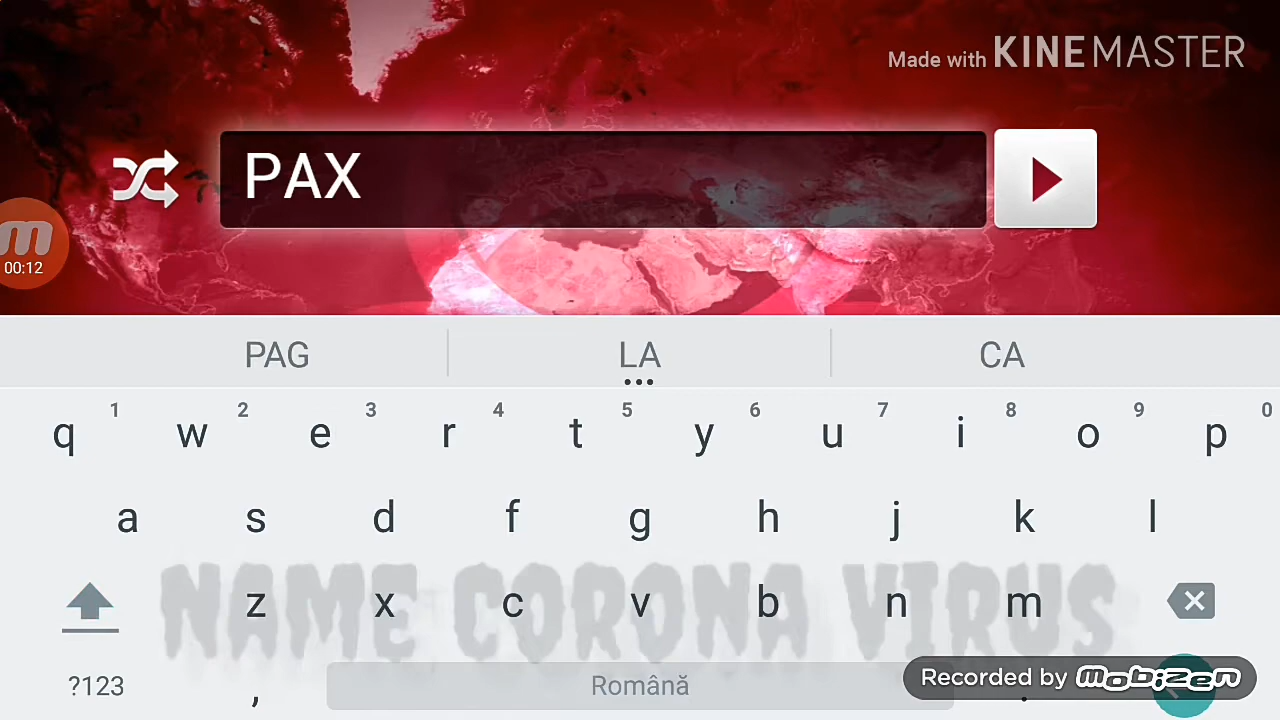 Made with KINEMASTER
PAX
00:12
PAG LA CA
1 2 3 4 5 6 7 8 9 0
q w e r t y u i o p
a s d f g h j k l
NAME CORONA VIRUS
z x c v b n m
?123 , Română .
Recorded by mobizen